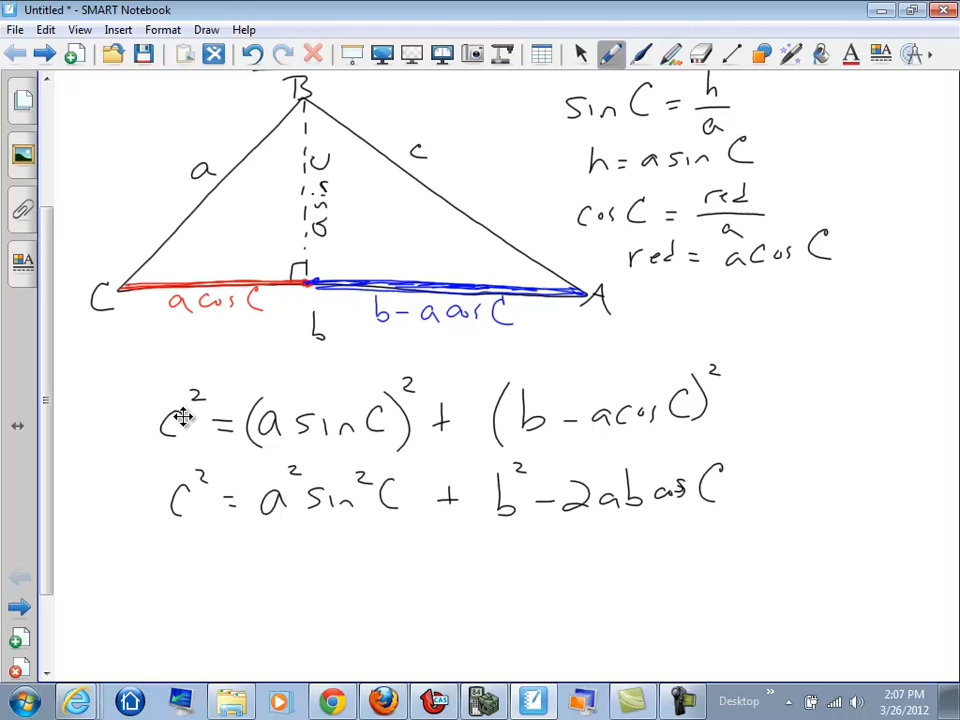 Untitled * - SMART Notebook
File Edit View Insert Format Draw Help
B
sin C = h/a
a
c
a sin C
h = a sin C
cos C = red/a
red = a cos C
C
A
a cos C
b - a cos C
b
c² = (a sin C)² + (b - a cos C)²
c² = a² sin² C + b² - 2ab cos C
Desktop
2:07 PM
3/26/2012